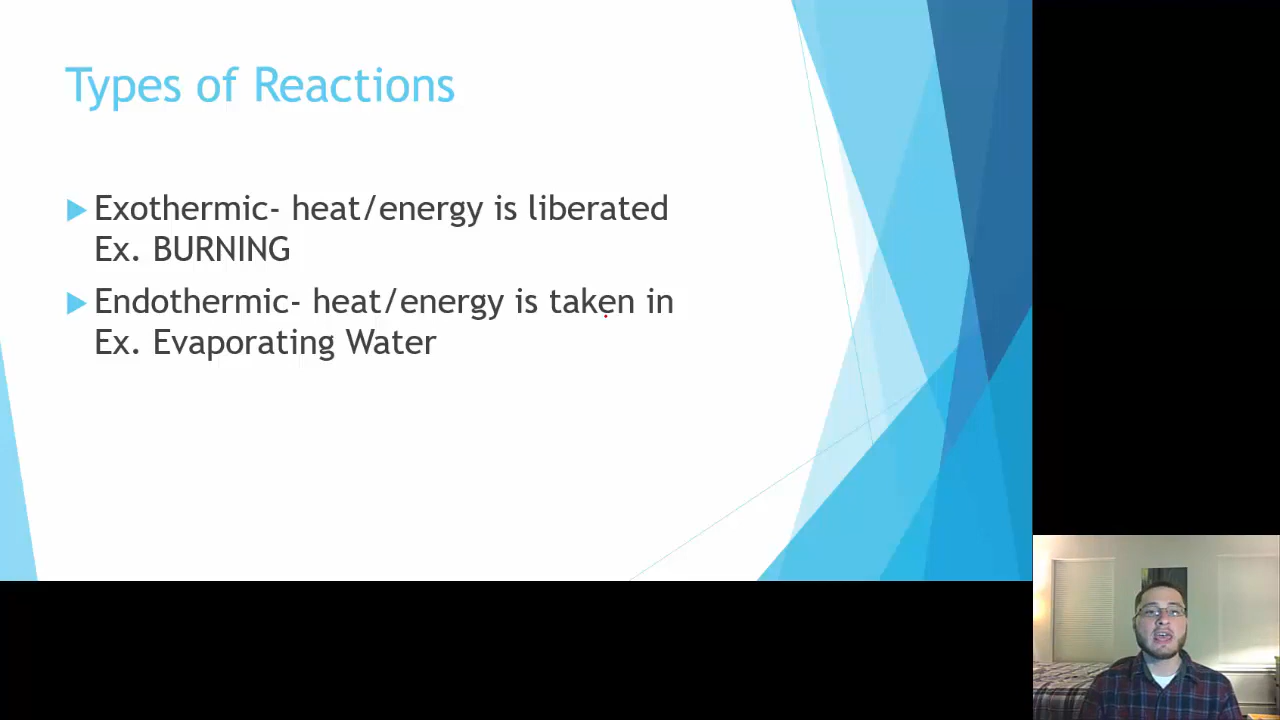 Types of Reactions
Exothermic- heat/energy is liberated
Ex. BURNING
Endothermic- heat/energy is taken in
Ex. Evaporating Water